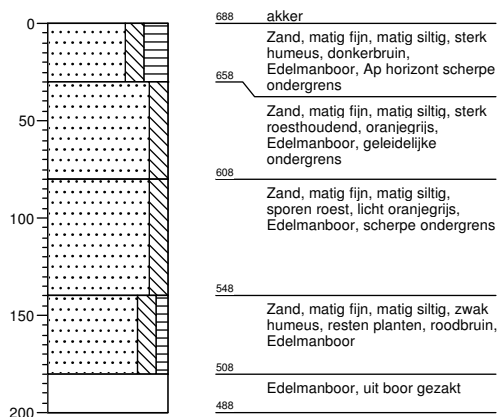 0
50
100
150
200
688
akker
Zand, matig fijn, matig siltig, sterk
humeus, donkerbruin,
Edelmanboor, Ap horizont scherpe
ondergrens
658
Zand, matig fijn, matig siltig, sterk
roesthoudend, oranjegrijs,
Edelmanboor, geleidelijke
ondergrens
608
Zand, matig fijn, matig siltig,
sporen roest, licht oranjegrijs,
Edelmanboor, scherpe ondergrens
548
Zand, matig fijn, matig siltig, zwak
humeus, resten planten, roodbruin,
Edelmanboor
508
Edelmanboor, uit boor gezakt
488